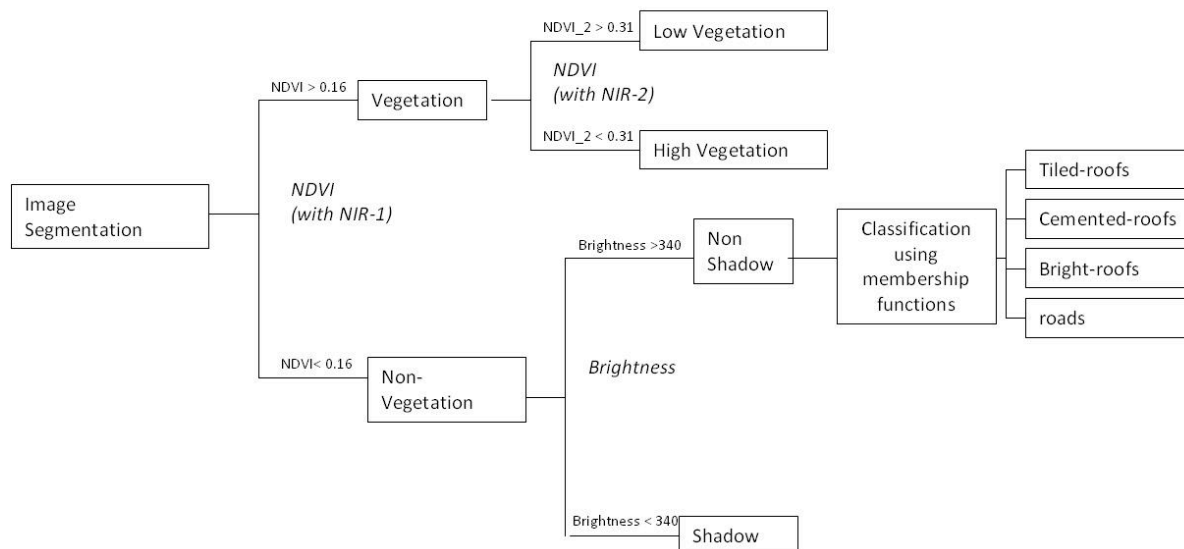 NDVI_2 > 0.31
Low Vegetation
NDVI > 0.16
Vegetation
NDVI
(with NIR-2)
NDVI_2 < 0.31
High Vegetation
Image
Segmentation
NDVI
(with NIR-1)
Tiled-roofs
Cemented-roofs
Bright-roofs
roads
Brightness >340
Non
Shadow
Classification
using
membership
functions
NDVI< 0.16
Non-
Vegetation
Brightness
Brightness < 340
Shadow